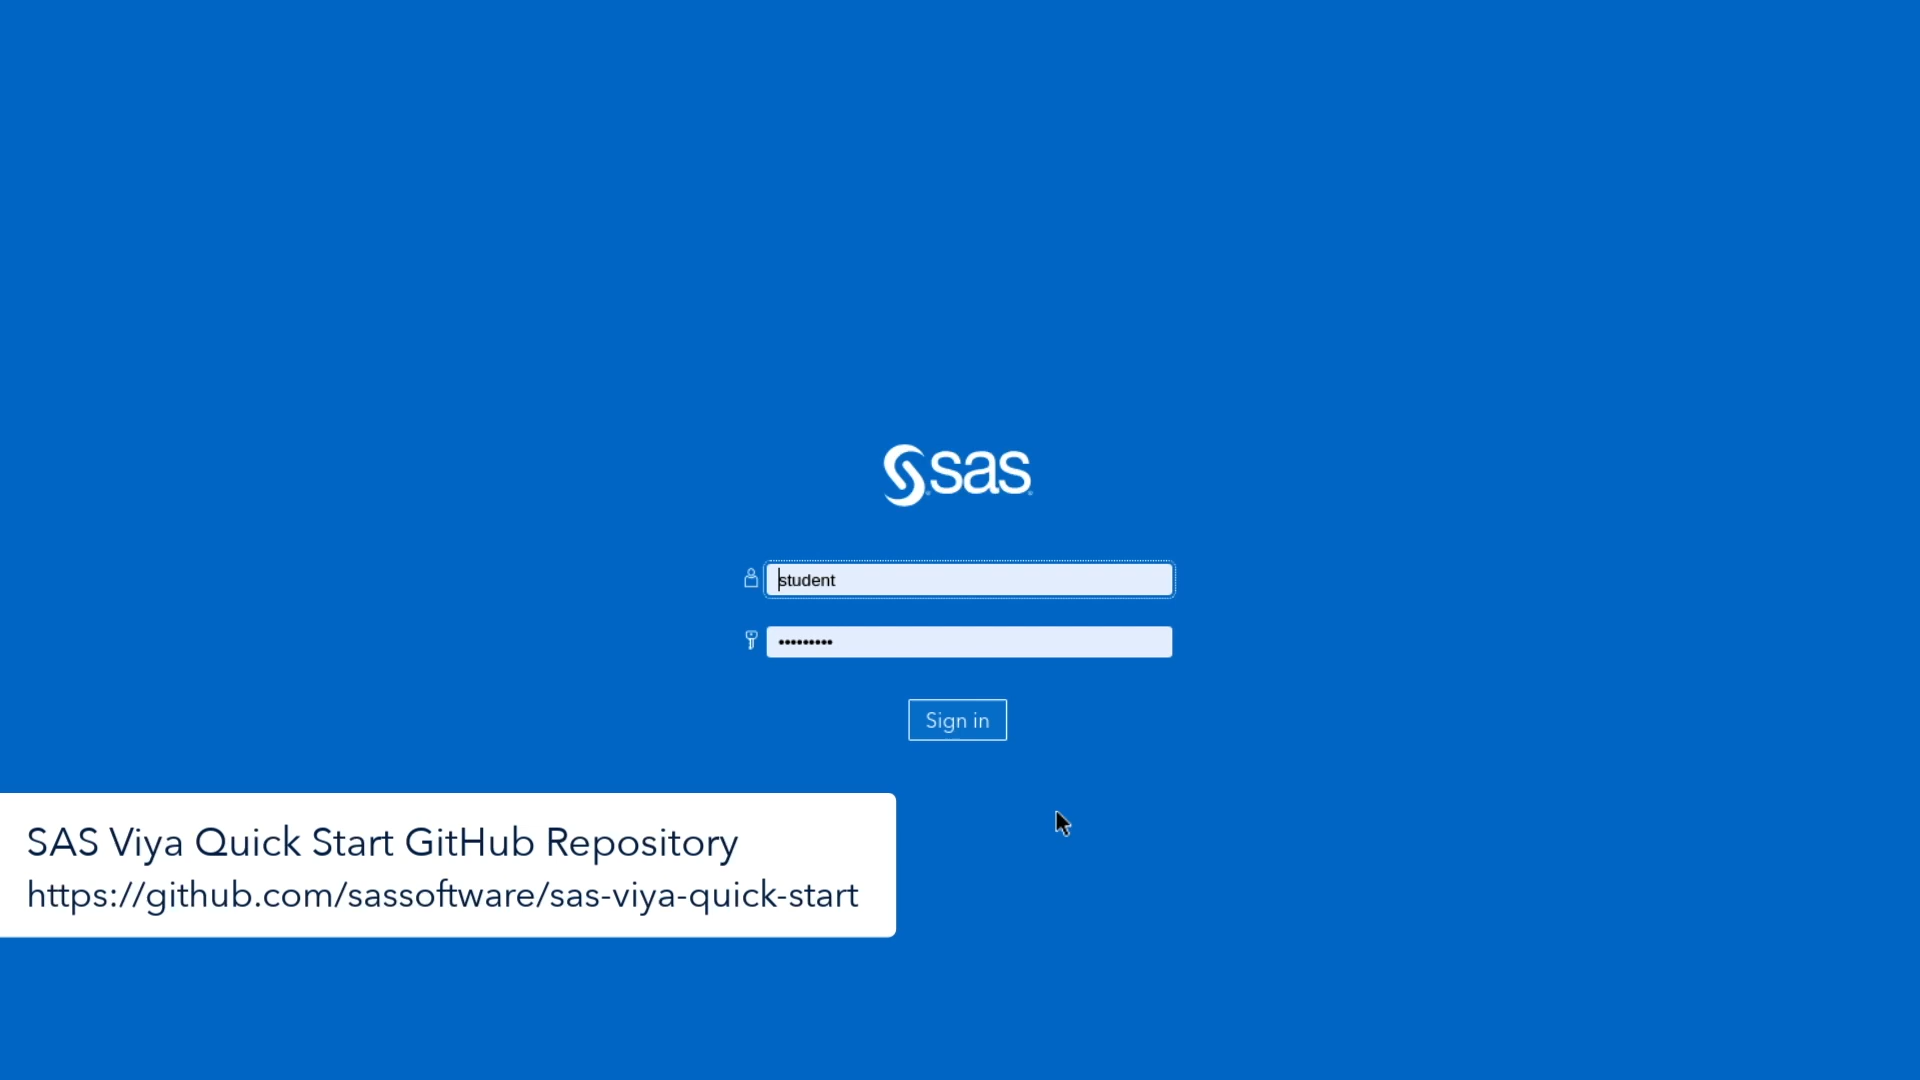 sas
student
•••••••••
Sign in
SAS Viya Quick Start GitHub Repository
https://github.com/sassoftware/sas-viya-quick-start